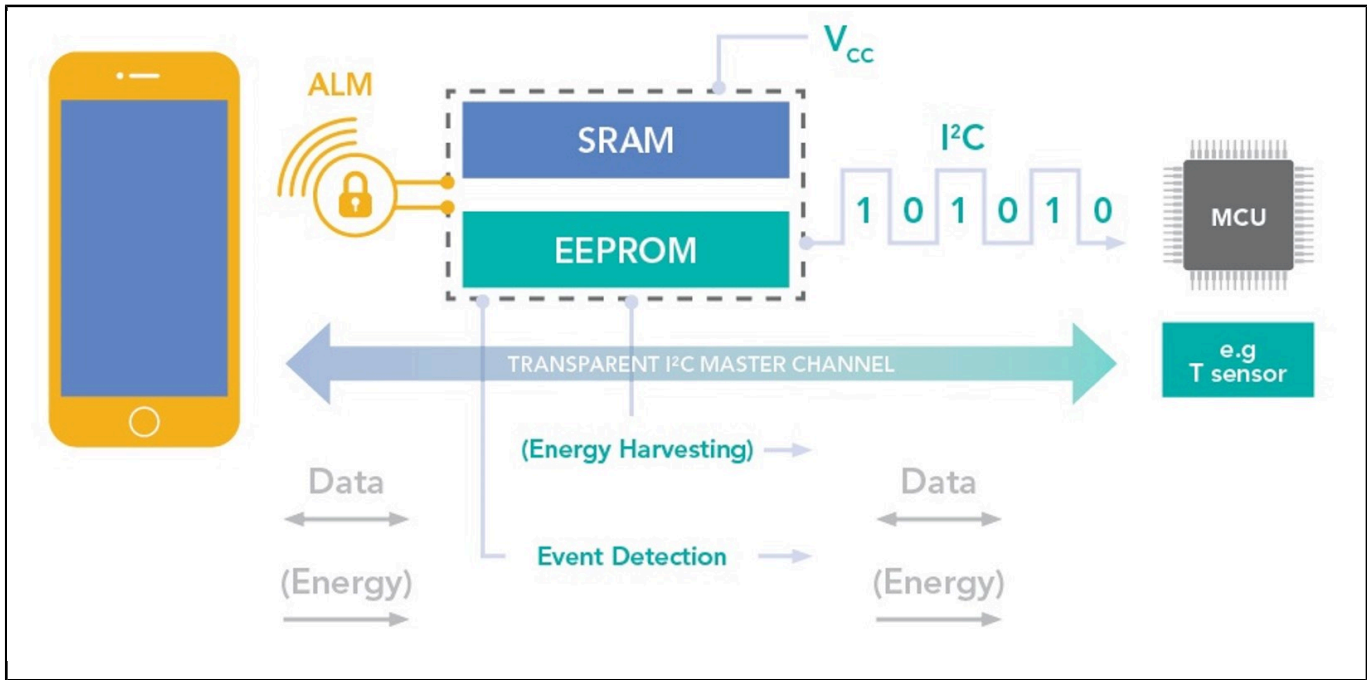 ALM
V_CC
SRAM
I²C
1 0 1 0 1 0
MCU
EEPROM
TRANSPARENT I²C MASTER CHANNEL
e.g
T sensor
(Energy Harvesting)
Data
Data
Event Detection
(Energy)
(Energy)